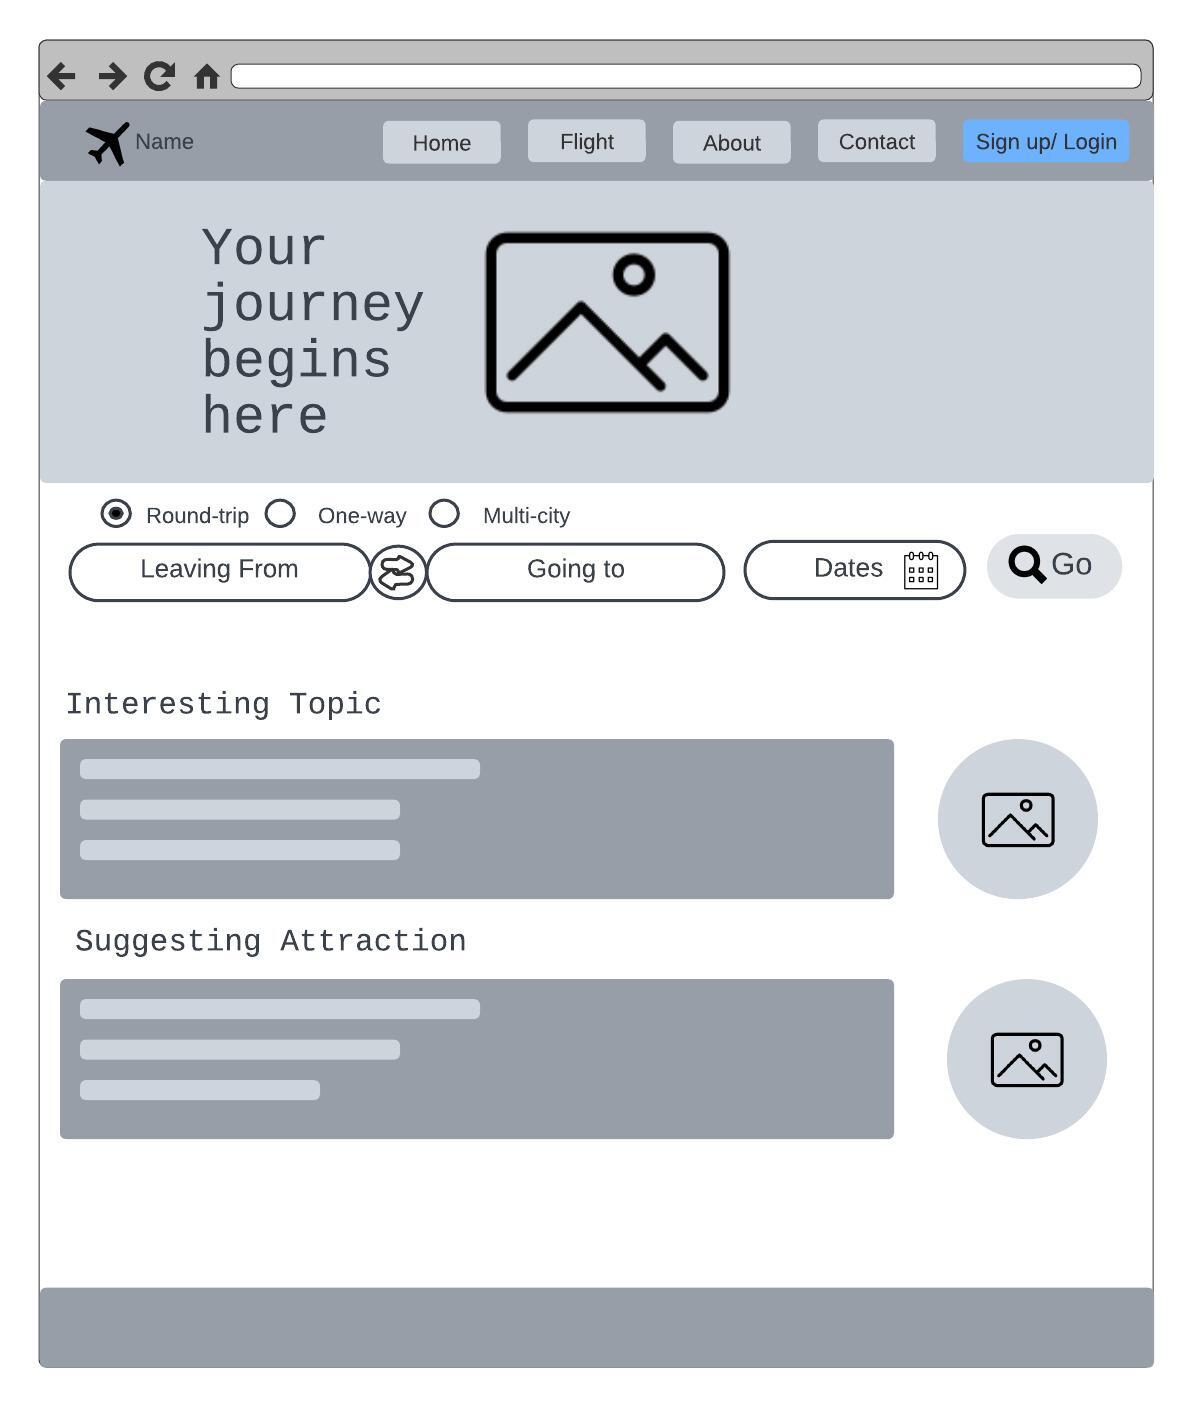 Name
Home
Flight
About
Contact
Sign up/ Login
Your
journey
begins
here
Round-trip
One-way
Multi-city
Leaving From
Going to
Dates
Go
Interesting Topic
Suggesting Attraction